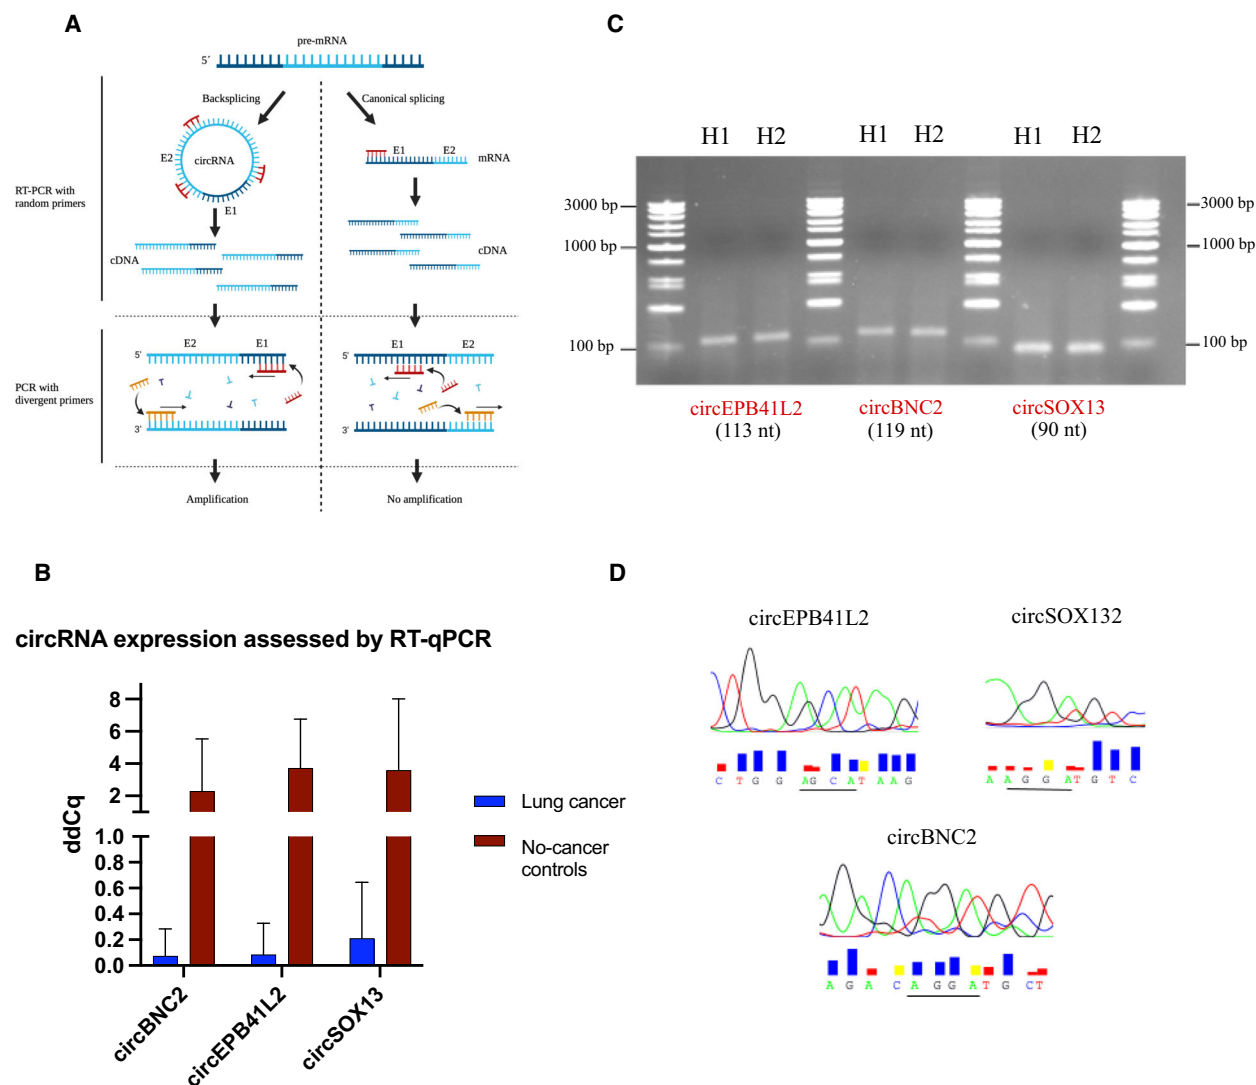 A
pre-mRNA
5´
Backsplicing
Canonical splicing
E2
circRNA
E1
E1
E2
mRNA
RT-PCR with
random primers
cDNA
cDNA
E2
E1
E1
E2
5'
5'
PCR with
divergent primers
3'
3'
Amplification
No amplification
B
circRNA expression assessed by RT-qPCR
ddCq
8
6
4
2
1.0
0.8
0.6
0.4
0.2
0.0
circBNC2
circEPB41L2
circSOX13
Lung cancer
No-cancer
controls
C
H1 H2 H1 H2 H1 H2
3000 bp
1000 bp
100 bp
3000 bp
1000 bp
100 bp
circEPB41L2
(113 nt)
circBNC2
(119 nt)
circSOX13
(90 nt)
D
circEPB41L2
C T G G A G C A T A A G
circSOX132
A A G G A T G T C
circBNC2
A G A C A G G A T G C T